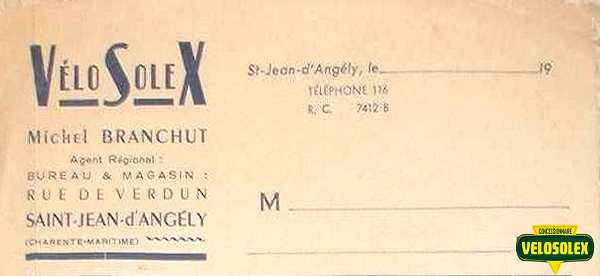 VÉLOSOLEX
Michel BRANCHUT
Agent Régional :
BUREAU & MAGASIN :
RUE DE VERDUN
SAINT-JEAN-d'ANGÉLY
(CHARENTE-MARITIME)
St-Jean-d'Angély, le 19
TÉLÉPHONE 116
R. C. 7412 B
M
CONCESSIONNAIRE
VELOSOLEX